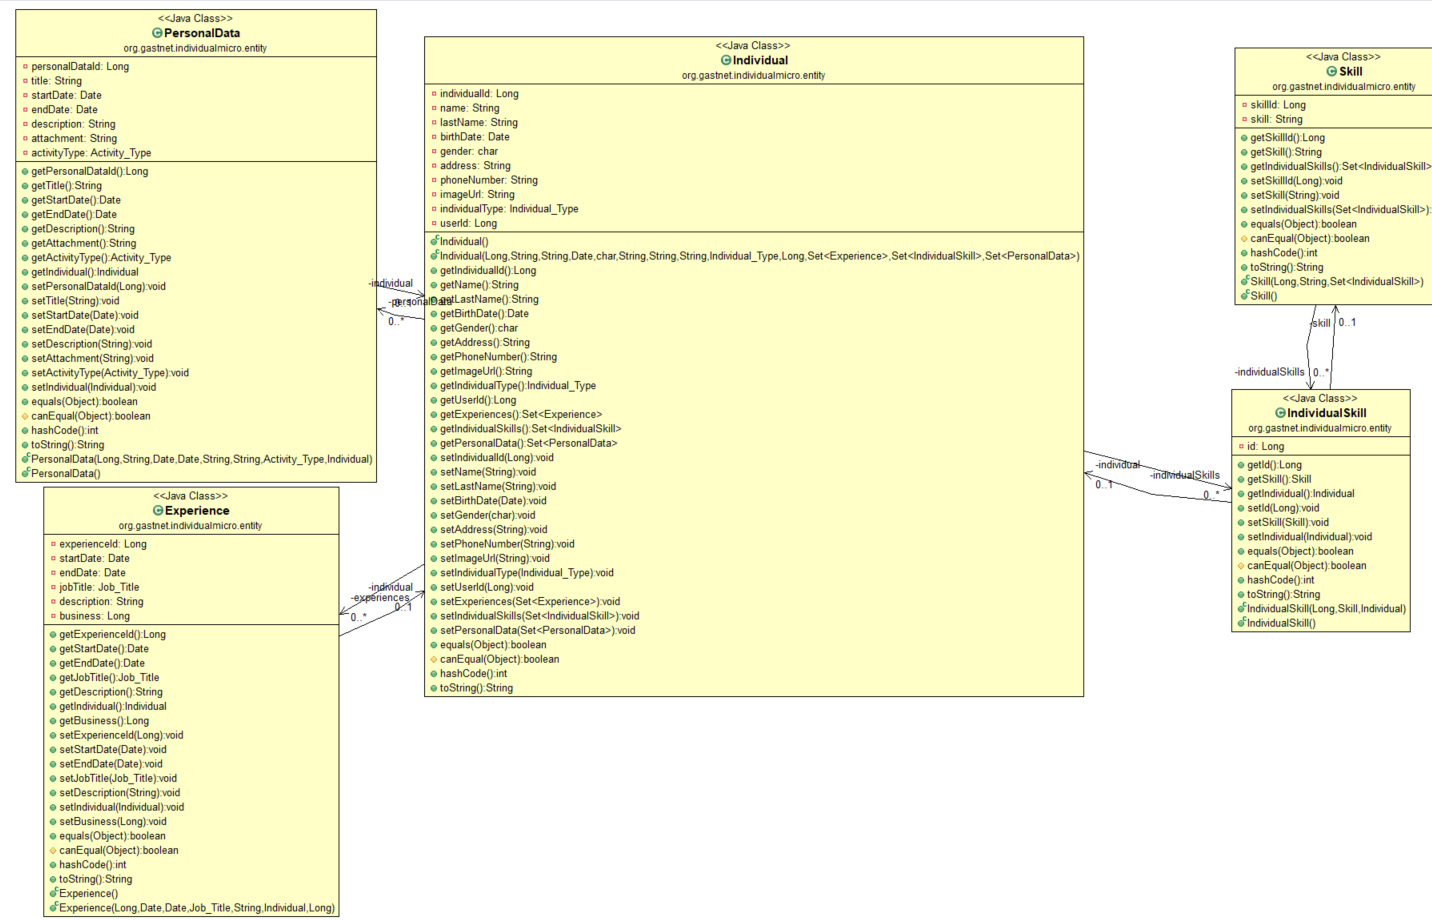 <<Java Class>>
PersonalData
org.gastnet.individualmicro.entity
personalDataId: Long
title: String
startDate: Date
endDate: Date
description: String
attachment: String
activityType: Activity_Type
getPersonalDataId():Long
getTitle():String
getStartDate():Date
getEndDate():Date
getDescription():String
getAttachment():String
getActivityType():Activity_Type
getIndividual():Individual
setPersonalDataId(Long):void
setTitle(String):void
setStartDate(Date):void
setEndDate(Date):void
setDescription(String):void
setAttachment(String):void
setActivityType(Activity_Type):void
setIndividual(Individual):void
equals(Object):boolean
canEqual(Object):boolean
hashCode():int
toString():String
PersonalData(Long,String,Date,Date,String,String,Activity_Type,Individual)
PersonalData()
<<Java Class>>
Experience
org.gastnet.individualmicro.entity
experienceId: Long
startDate: Date
endDate: Date
jobTitle: Job_Title
description: String
business: Long
getExperienceId():Long
getStartDate():Date
getEndDate():Date
getJobTitle():Job_Title
getDescription():String
getIndividual():Individual
getBusiness():Long
setExperienceId(Long):void
setStartDate(Date):void
setEndDate(Date):void
setJobTitle(Job_Title):void
setDescription(String):void
setIndividual(Individual):void
setBusiness(Long):void
equals(Object):boolean
canEqual(Object):boolean
hashCode():int
toString():String
Experience()
Experience(Long,Date,Date,Job_Title,String,Individual,Long)
-individual
0..1
-personalData
0..*
-individual
-experiences
0..1
0..*
<<Java Class>>
Individual
org.gastnet.individualmicro.entity
individualId: Long
name: String
lastName: String
birthDate: Date
gender: char
address: String
phoneNumber: String
imageUrl: String
individualType: Individual_Type
userId: Long
Individual()
Individual(Long,String,String,Date,char,String,String,String,Individual_Type,Long,Set<Experience>,Set<IndividualSkill>,Set<PersonalData>)
getIndividualId():Long
getName():String
getLastName():String
getBirthDate():Date
getGender():char
getAddress():String
getPhoneNumber():String
getImageUrl():String
getIndividualType():Individual_Type
getUserId():Long
getExperiences():Set<Experience>
getIndividualSkills():Set<IndividualSkill>
getPersonalData():Set<PersonalData>
setIndividualId(Long):void
setName(String):void
setLastName(String):void
setBirthDate(Date):void
setGender(char):void
setAddress(String):void
setPhoneNumber(String):void
setImageUrl(String):void
setIndividualType(Individual_Type):void
setUserId(Long):void
setExperiences(Set<Experience>):void
setIndividualSkills(Set<IndividualSkill>):void
setPersonalData(Set<PersonalData>):void
equals(Object):boolean
canEqual(Object):boolean
hashCode():int
toString():String
-individual
0..1
-individualSkills
0..*
<<Java Class>>
Skill
org.gastnet.individualmicro.entity
skillId: Long
skill: String
getSkillId():Long
getSkill():String
getIndividualSkills():Set<IndividualSkill>
setSkillId(Long):void
setSkill(String):void
setIndividualSkills(Set<IndividualSkill>):
equals(Object):boolean
canEqual(Object):boolean
hashCode():int
toString():String
Skill(Long,String,Set<IndividualSkill>)
Skill()
-skill
0..1
-individualSkills
0..*
<<Java Class>>
IndividualSkill
org.gastnet.individualmicro.entity
id: Long
getId():Long
getSkill():Skill
getIndividual():Individual
setId(Long):void
setSkill(Skill):void
setIndividual(Individual):void
equals(Object):boolean
canEqual(Object):boolean
hashCode():int
toString():String
IndividualSkill(Long,Skill,Individual)
IndividualSkill()